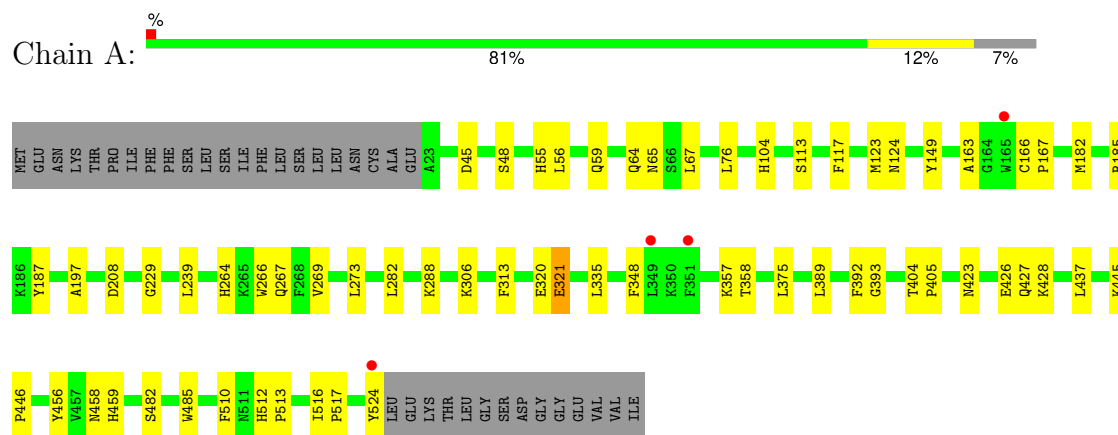 %
Chain A:
81% 12% 7%
MET GLU ASN LYS THR PRO ILE PHE PHE SER LEU SER ILE PHE LEU SER LEU LEU ASN CYS ALA GLU A23 D45 S48 H55 L56 Q59 Q64 N65 S66 L67 L76 H104 S113 F117 M123 N124 Y149 A163 G164 W165 C166 P167 M182
K186 Y187 A197 D208 G229 L239 H264 K265 W266 Q267 F268 V269 L273 L282 K288 K306 F313 E320 E321 L335 F348 L349 K350 F351 K357 T358 L375 L389 F392 G393 T404 P405 N423 E426 Q427 K428 L437 K445
P446 Y456 V457 N458 H459 S482 W485 F510 N511 H512 P513 I516 P517 Y524 LEU GLU LYS THR LEU GLY SER ASP GLY GLY GLU VAL VAL ILE